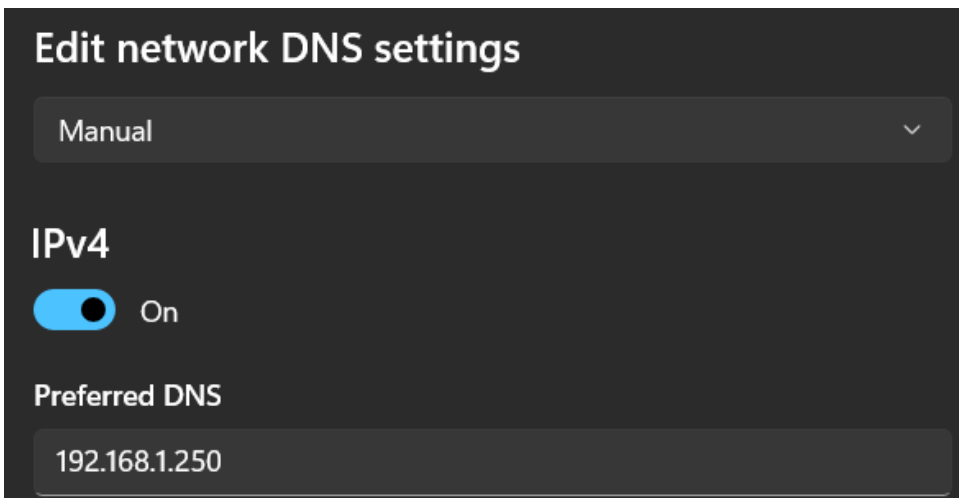 Edit network DNS settings
Manual
IPv4
On
Preferred DNS
192.168.1.250